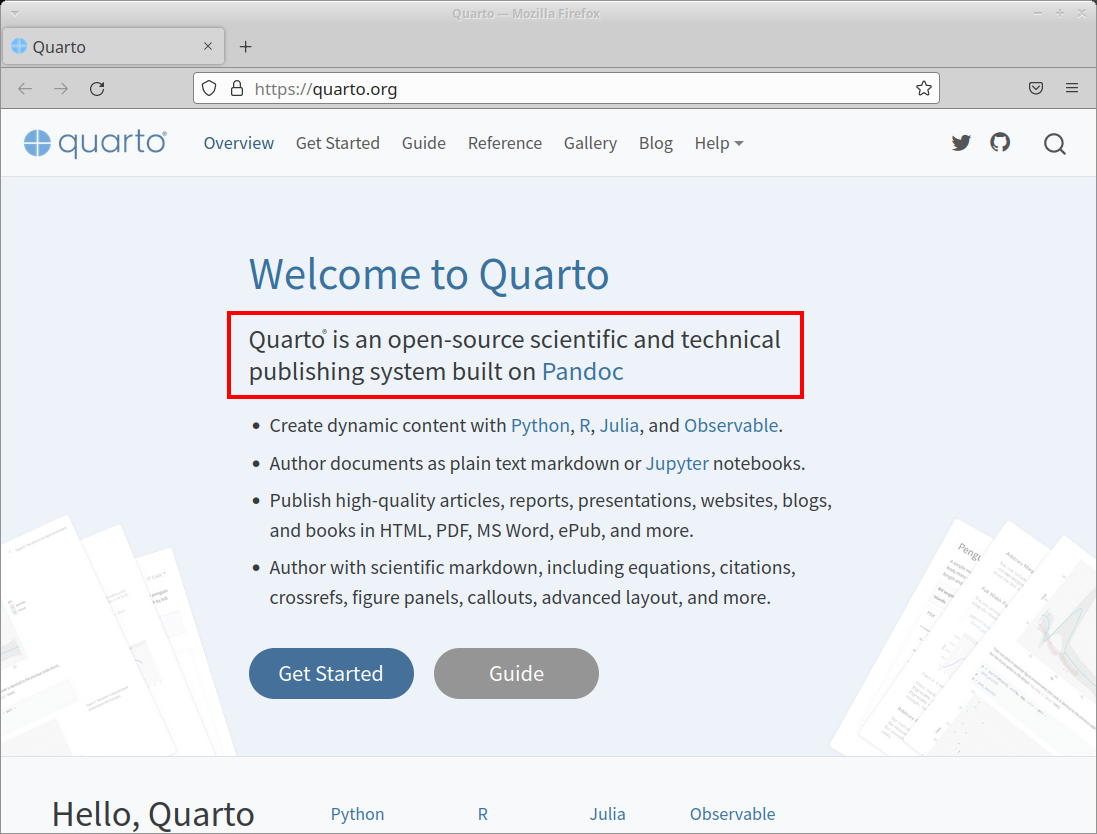 Quarto — Mozilla Firefox
Quarto
https://quarto.org
quarto®
Overview Get Started Guide Reference Gallery Blog Help
Welcome to Quarto
Quarto® is an open-source scientific and technical
publishing system built on Pandoc
• Create dynamic content with Python, R, Julia, and Observable.
• Author documents as plain text markdown or Jupyter notebooks.
• Publish high-quality articles, reports, presentations, websites, blogs,
and books in HTML, PDF, MS Word, ePub, and more.
• Author with scientific markdown, including equations, citations,
crossrefs, figure panels, callouts, advanced layout, and more.
Get Started Guide
Hello, Quarto
Python R Julia Observable